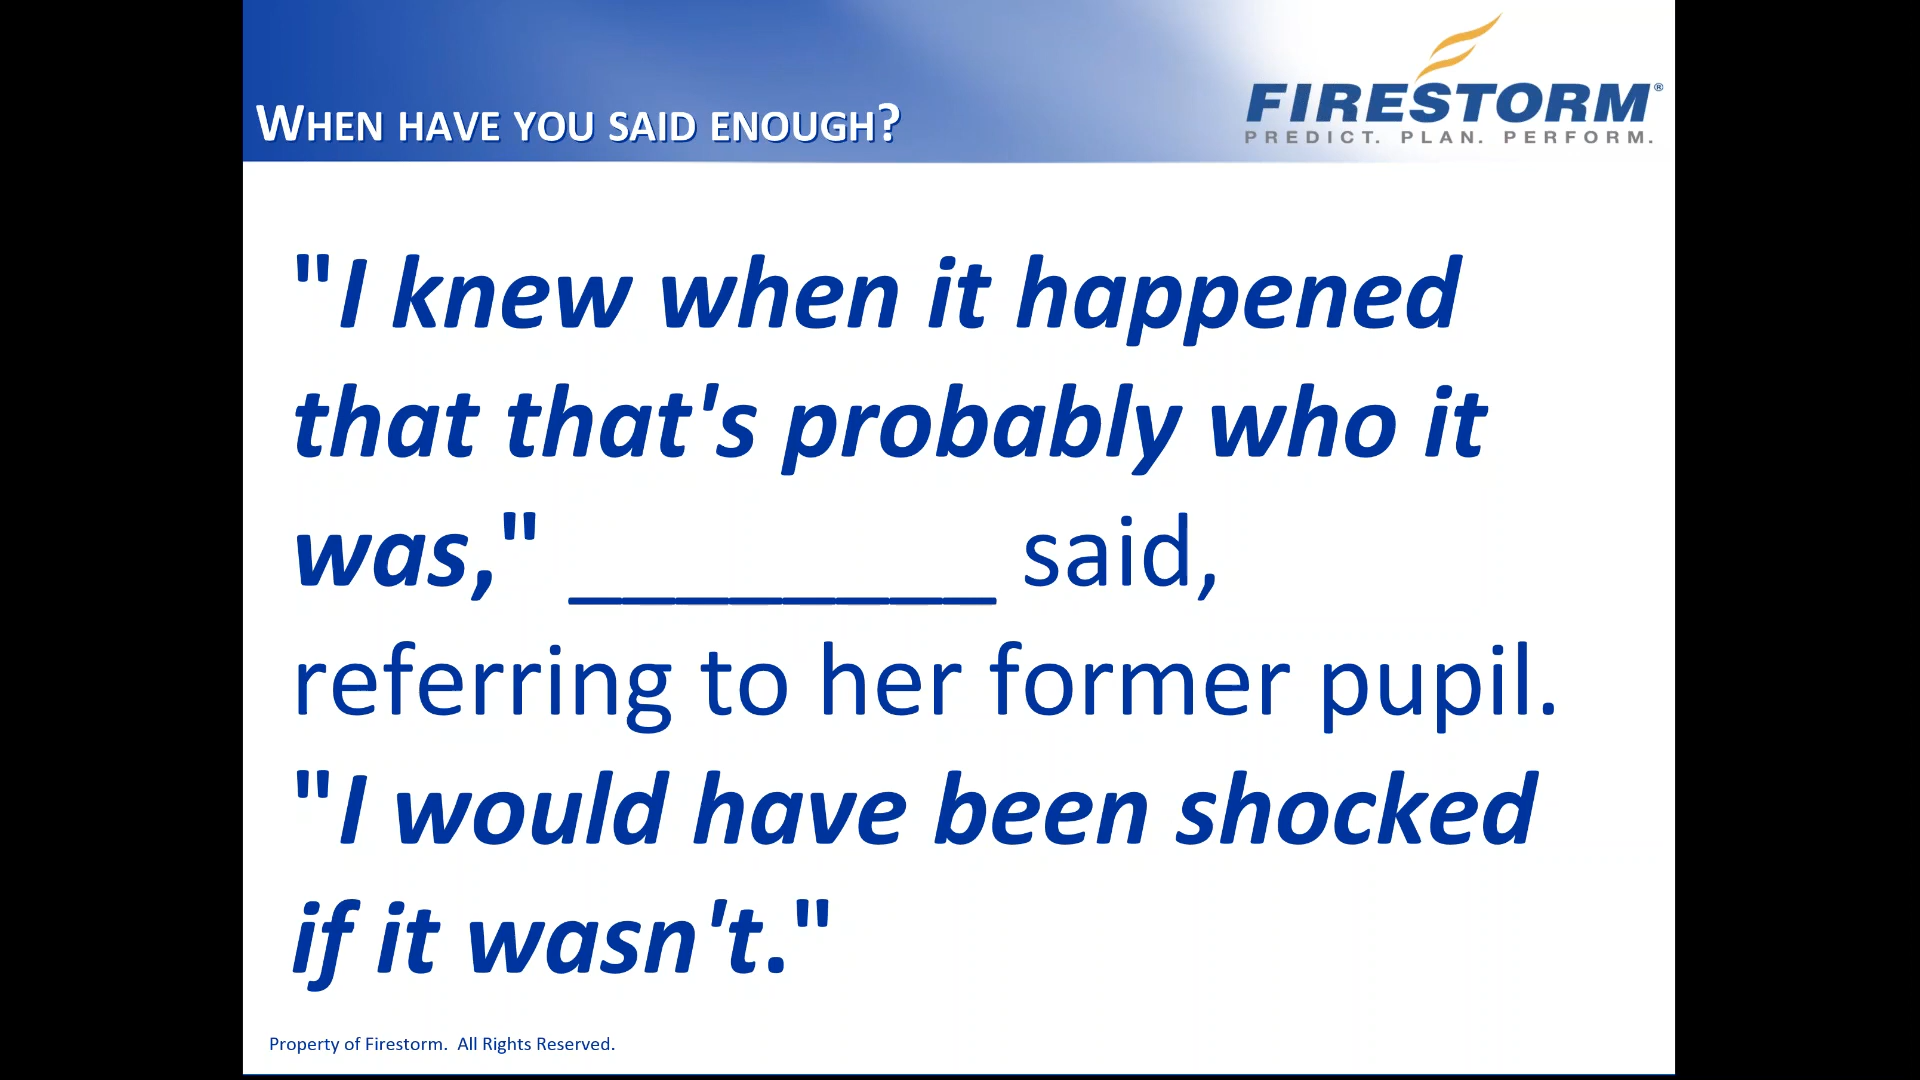 WHEN HAVE YOU SAID ENOUGH?
FIRESTORM®
PREDICT. PLAN. PERFORM.
"I knew when it happened
that that's probably who it
was," ________ said,
referring to her former pupil.
"I would have been shocked
if it wasn't."
Property of Firestorm. All Rights Reserved.